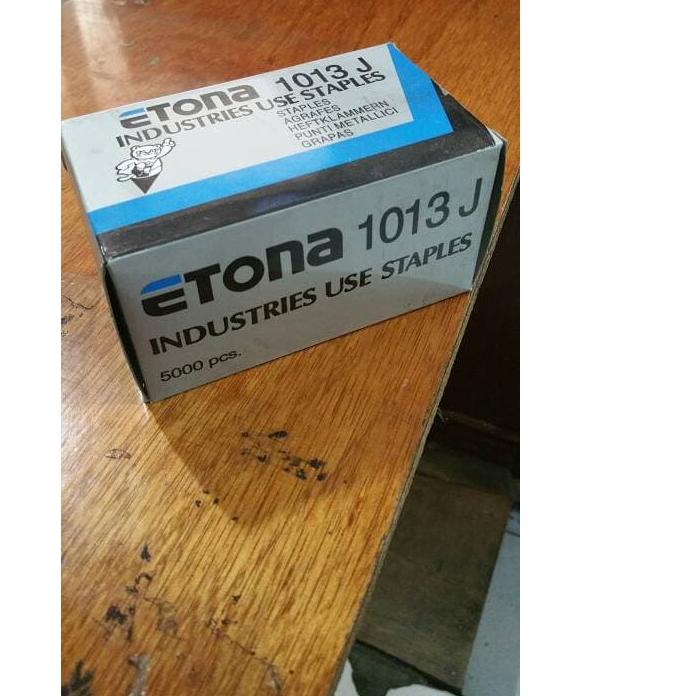 ETona 1013 J
INDUSTRIES USE STAPLES
STAPLES
AGRAFES
HEFTKLAMMERN
PUNTI METALLICI
GRAPAS
ETona 1013 J
INDUSTRIES USE STAPLES
5000 pcs.